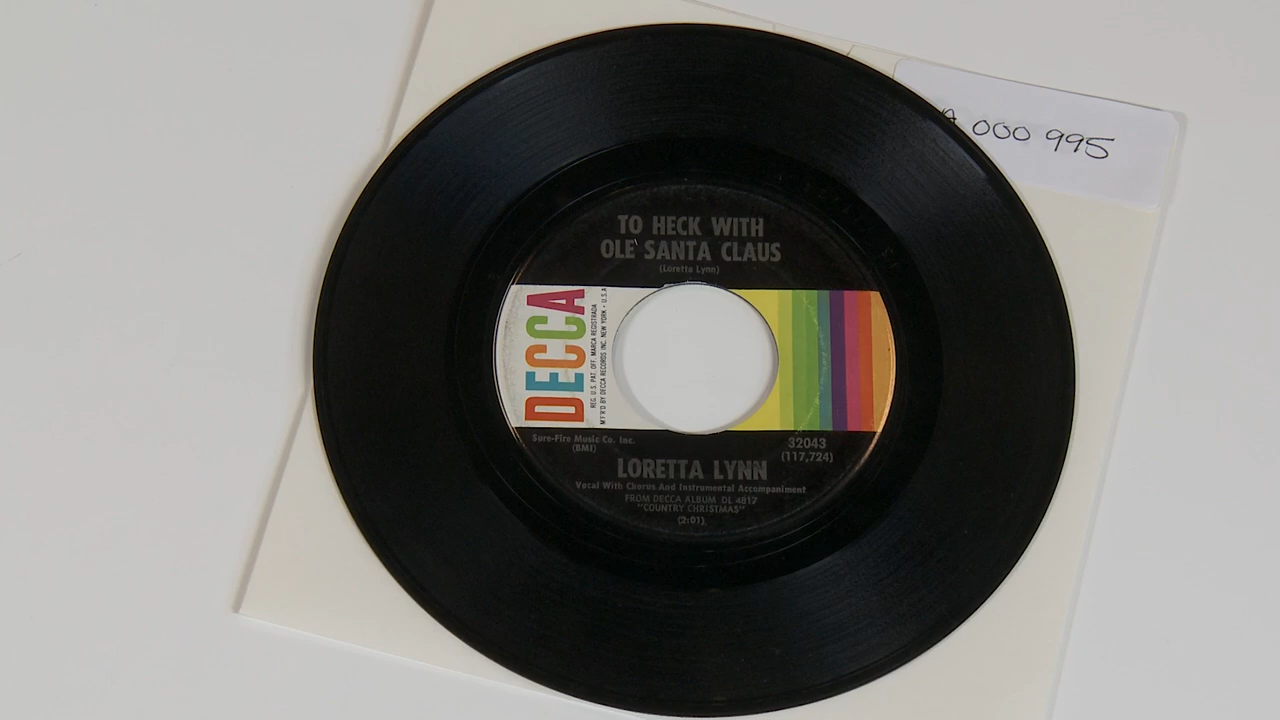 A 000 995
TO HECK WITH
OLE SANTA CLAUS
(Loretta Lynn)
DECCA
REG. U.S. PAT. OFF. MARCA REGISTRADA
M'F'R'D BY DECCA RECORDS INC. NEW YORK • U.S.A
Sure-Fire Music Co. Inc.
(BMI)
32043
(117,724)
LORETTA LYNN
Vocal With Chorus And Instrumental Accompaniment
FROM DECCA ALBUM DL 4817
"COUNTRY CHRISTMAS"
(2:01)